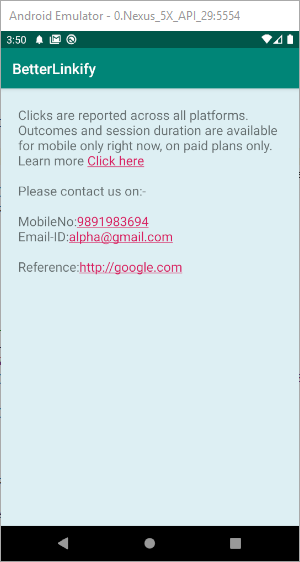 Android Emulator - 0.Nexus_5X_API_29:5554
3:50
BetterLinkify
Clicks are reported across all platforms.
Outcomes and session duration are available
for mobile only right now, on paid plans only.
Learn more Click here
Please contact us on:-
MobileNo:9891983694
Email-ID:alpha@gmail.com
Reference:http://google.com